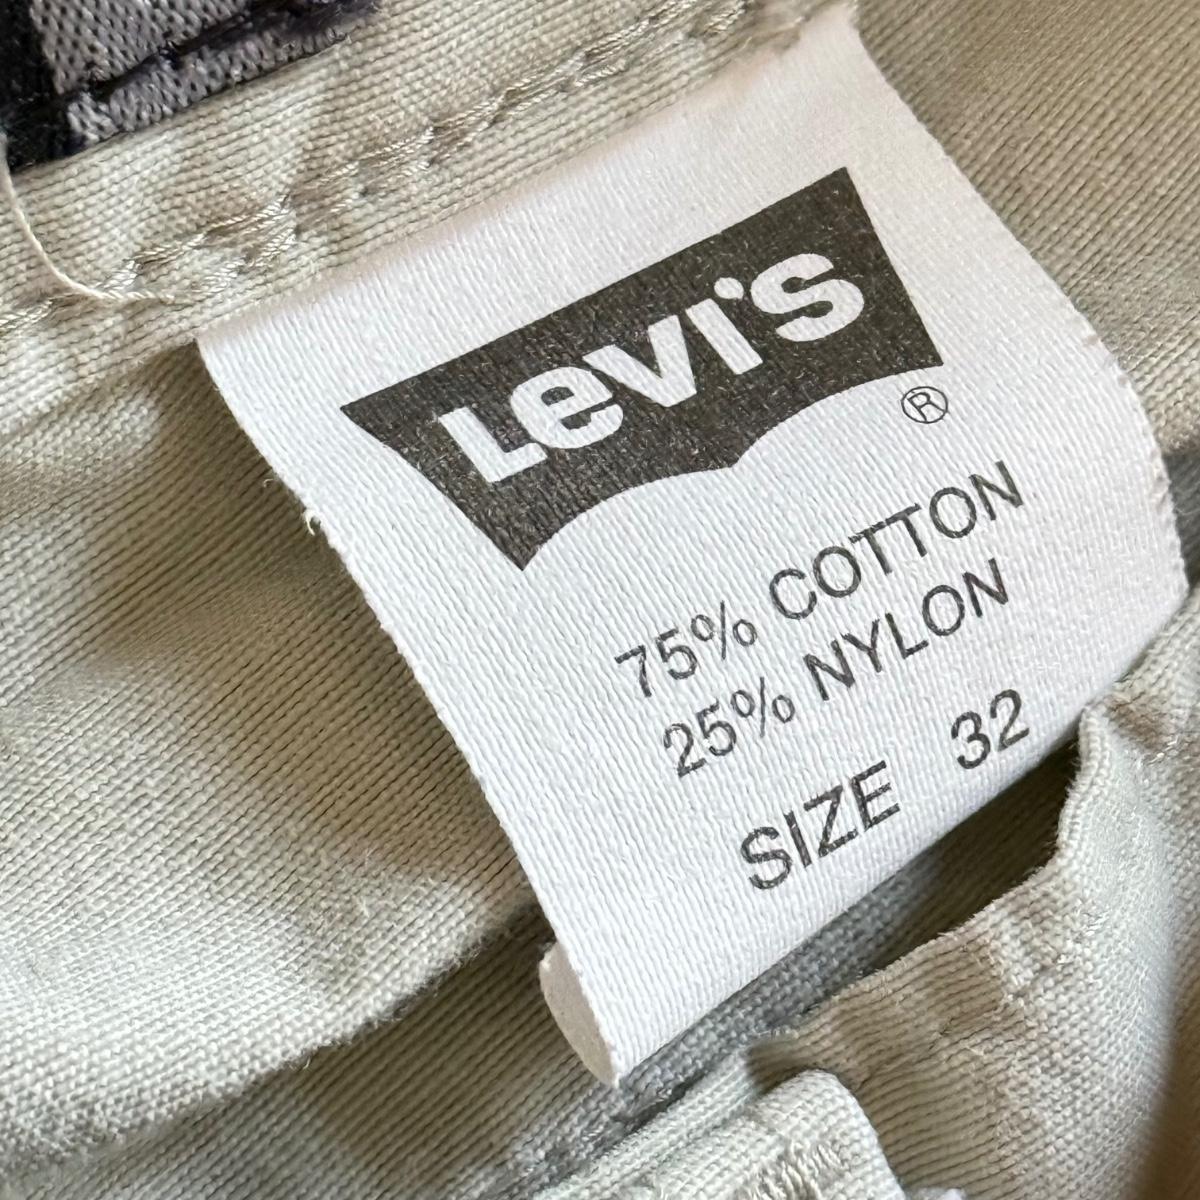 Levi's
®
75% COTTON
25% NYLON
SIZE 32